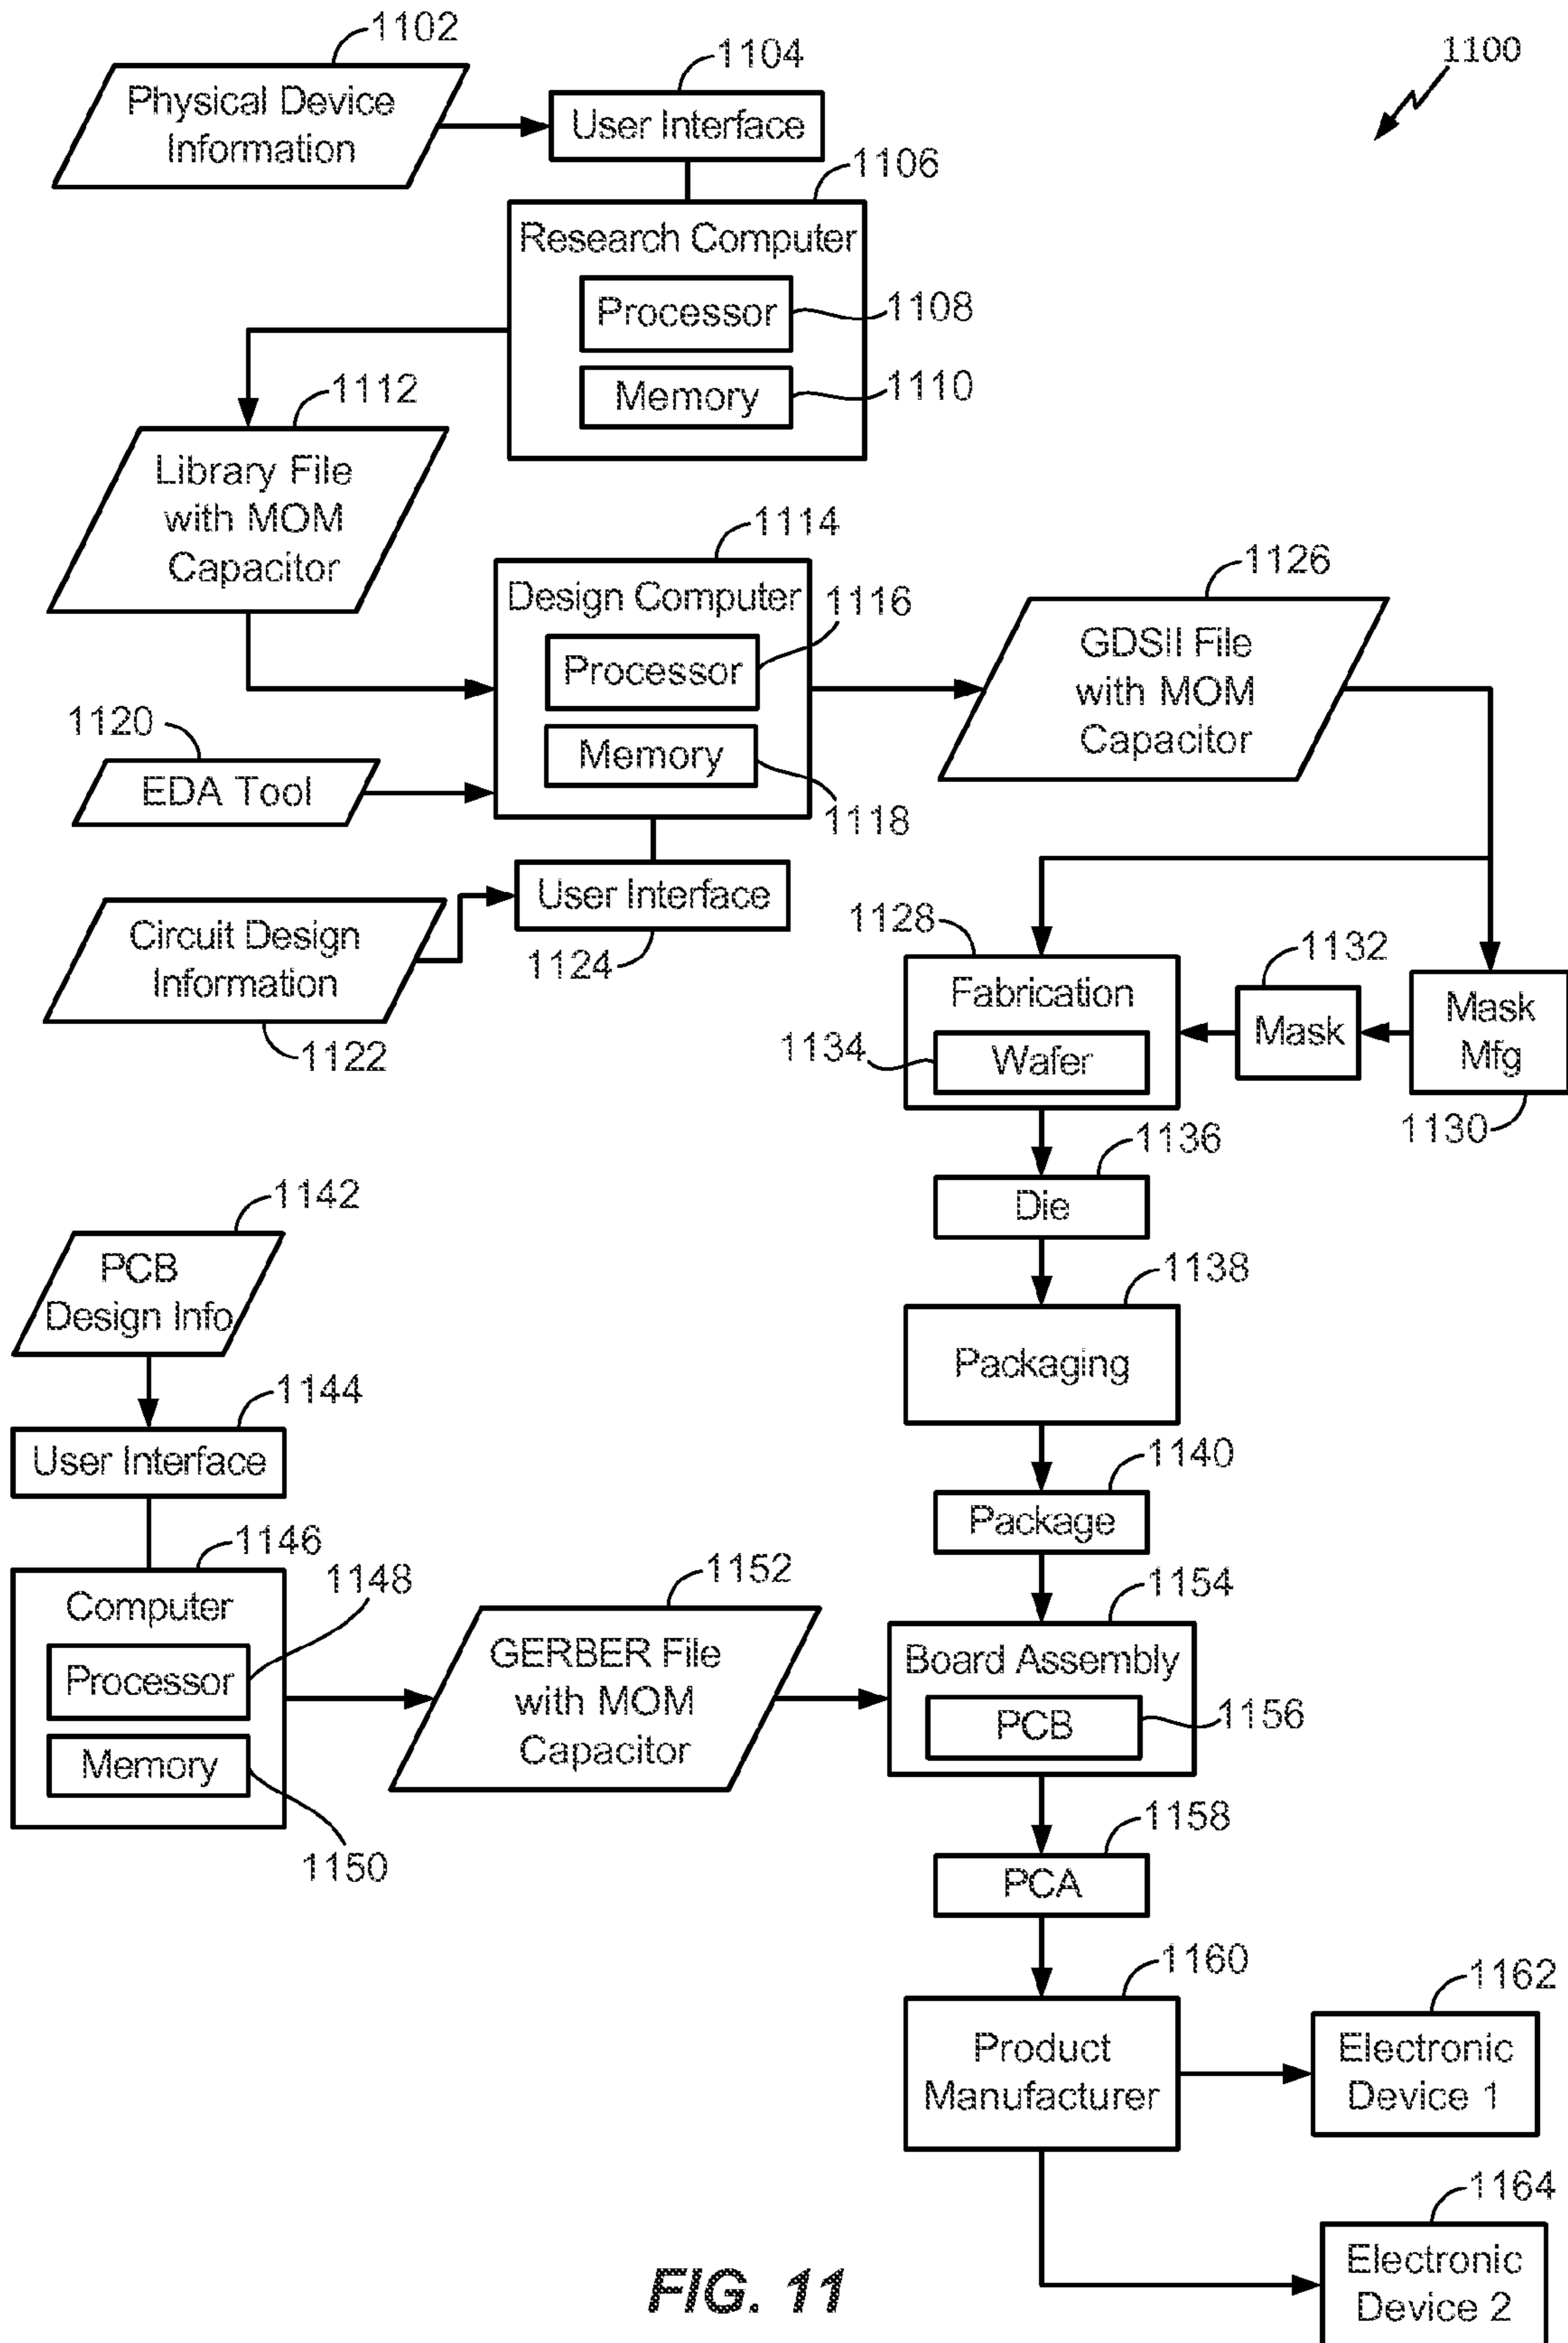 1102
Physical Device
Information
1104
User Interface
1100
1106
Research Computer
Processor
1108
Memory
1110
1112
Library File
with MOM
Capacitor
1114
Design Computer
1116
Processor
Memory
1118
1120
EDA Tool
1126
GDSII File
with MOM
Capacitor
User Interface
1124
Circuit Design
Information
1122
1128
Fabrication
1134
Wafer
1132
Mask
Mask
Mfg
1130
1136
Die
1138
Packaging
1140
Package
1142
PCB
Design Info
1144
User Interface
1146
Computer
1148
Processor
Memory
1150
1152
GERBER File
with MOM
Capacitor
1154
Board Assembly
PCB
1156
1158
PCA
1160
Product
Manufacturer
1162
Electronic
Device 1
1164
Electronic
Device 2
FIG. 11